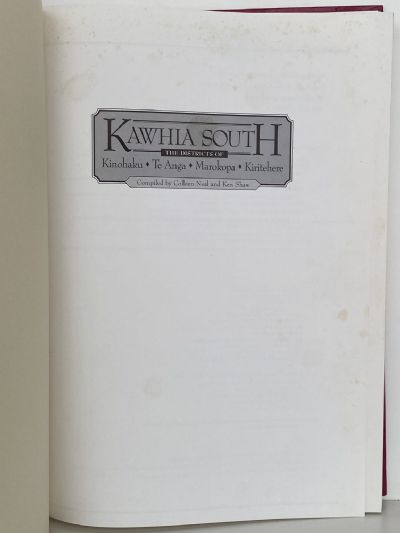 KAWHIA SOUTH
THE DISTRICTS OF
Kinohaku • Te Anga • Marokopa • Kiritehere
Compiled by Colleen Neal and Ken Shaw